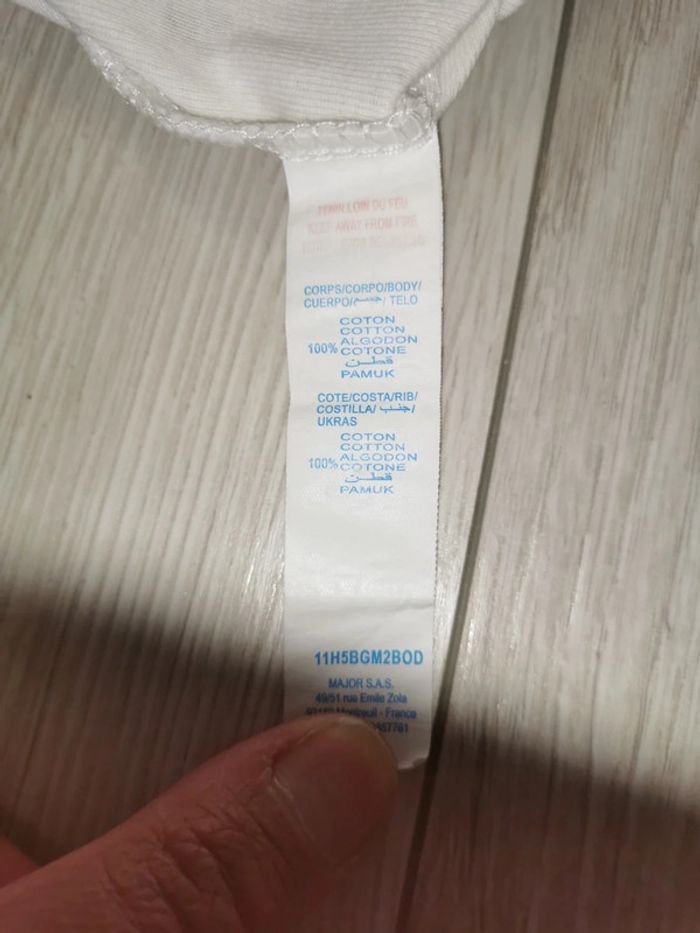 TENIR LOIN DU FEU
KEEP AWAY FROM FIRE
CORPS/CORPO/BODY/
CUERPO/جسم/ TELO
COTON
COTTON
ALGODON
100% COTONE
قطن
PAMUK
COTE/COSTA/RIB/
COSTILLA/ جنب/
UKRAS
COTON
COTTON
ALGODON
100% COTONE
قطن
PAMUK
11H5BGM2BOD
MAJOR S.A.S.
49/51 rue Emile Zola
Montreuil - France